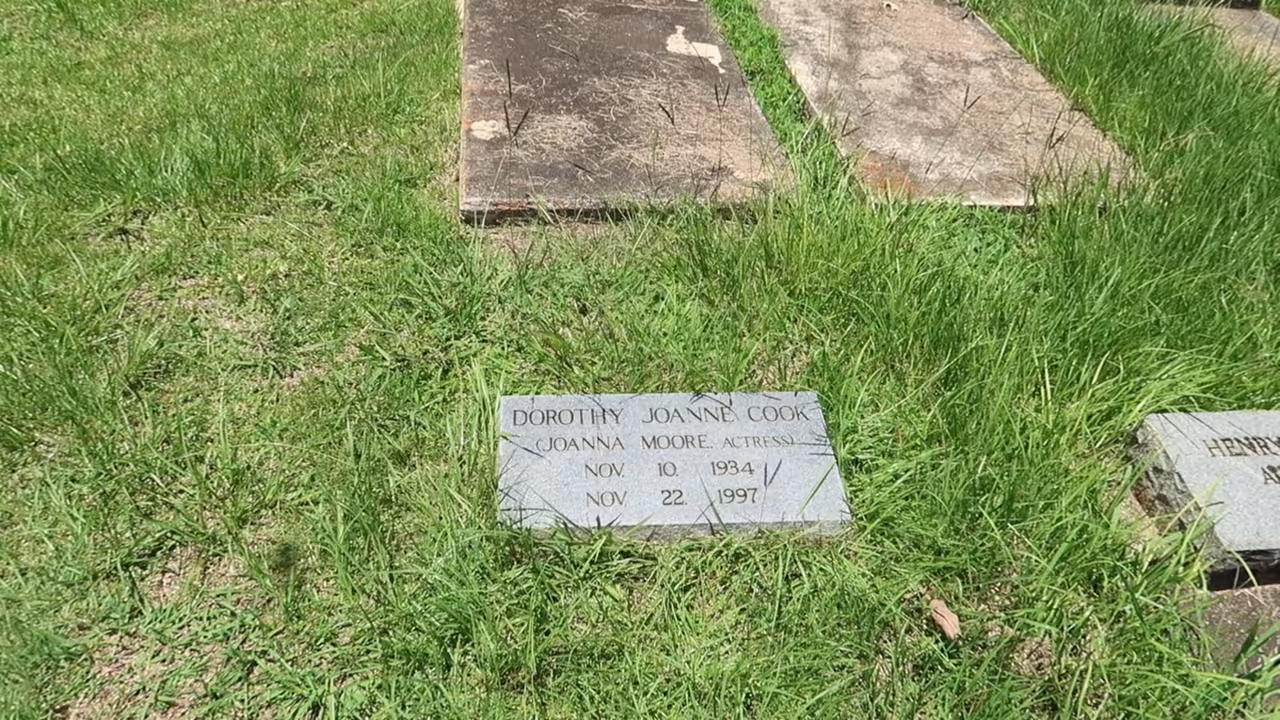 DOROTHY JOANNE COOK
(JOANNA MOORE, ACTRESS)
NOV. 10, 1934
NOV 22, 1997
HENRY